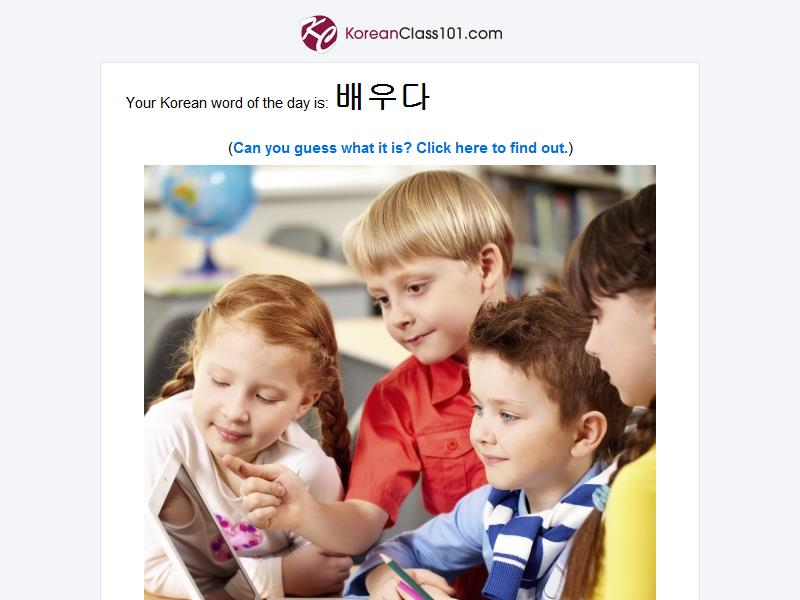 KoreanClass101.com
Your Korean word of the day is: 배우다
(Can you guess what it is? Click here to find out.)